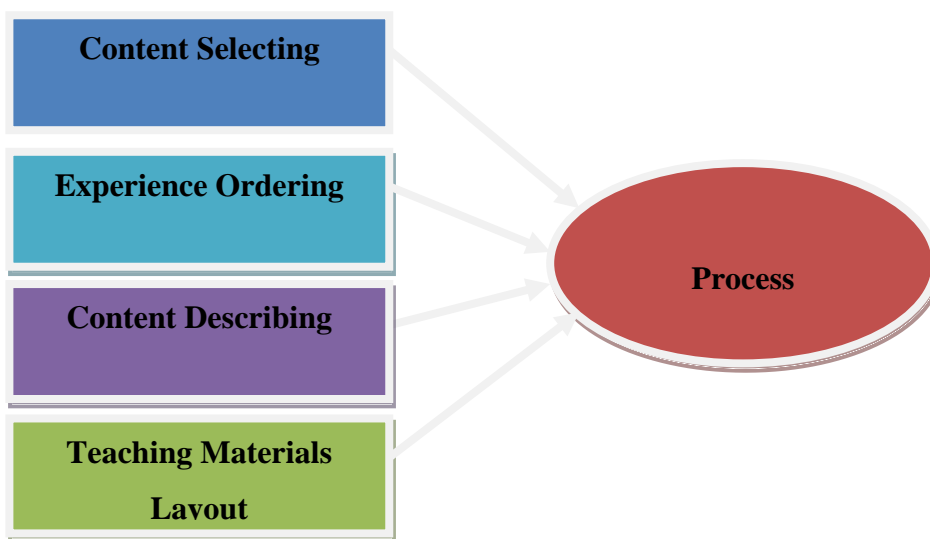 Content Selecting
Experience Ordering
Content Describing
Teaching Materials
Layout
Process